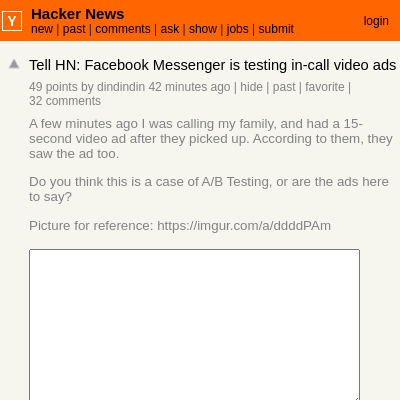 Y
Hacker News
new | past | comments | ask | show | jobs | submit
login
Tell HN: Facebook Messenger is testing in-call video ads
49 points by dindindin 42 minutes ago | hide | past | favorite |
32 comments
A few minutes ago I was calling my family, and had a 15-
second video ad after they picked up. According to them, they
saw the ad too.
Do you think this is a case of A/B Testing, or are the ads here
to say?
Picture for reference: https://imgur.com/a/ddddPAm